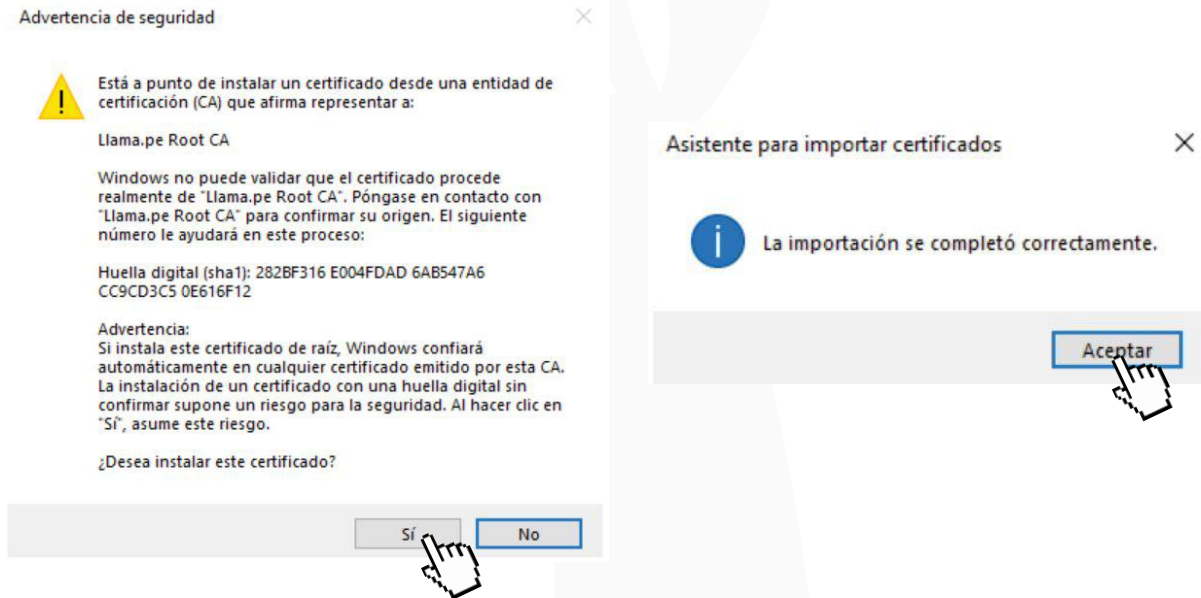 Advertencia de seguridad
Está a punto de instalar un certificado desde una entidad de
certificación (CA) que afirma representar a:
Llama.pe Root CA
Windows no puede validar que el certificado procede
realmente de "Llama.pe Root CA". Póngase en contacto con
"Llama.pe Root CA" para confirmar su origen. El siguiente
número le ayudará en este proceso:
Huella digital (sha1): 282BF316 E004FDAD 6AB547A6
CC9CD3C5 0E616F12
Advertencia:
Si instala este certificado de raíz, Windows confiará
automáticamente en cualquier certificado emitido por esta CA.
La instalación de un certificado con una huella digital sin
confirmar supone un riesgo para la seguridad. Al hacer clic en
"Sí", asume este riesgo.
¿Desea instalar este certificado?
Sí
No
Asistente para importar certificados
La importación se completó correctamente.
Aceptar